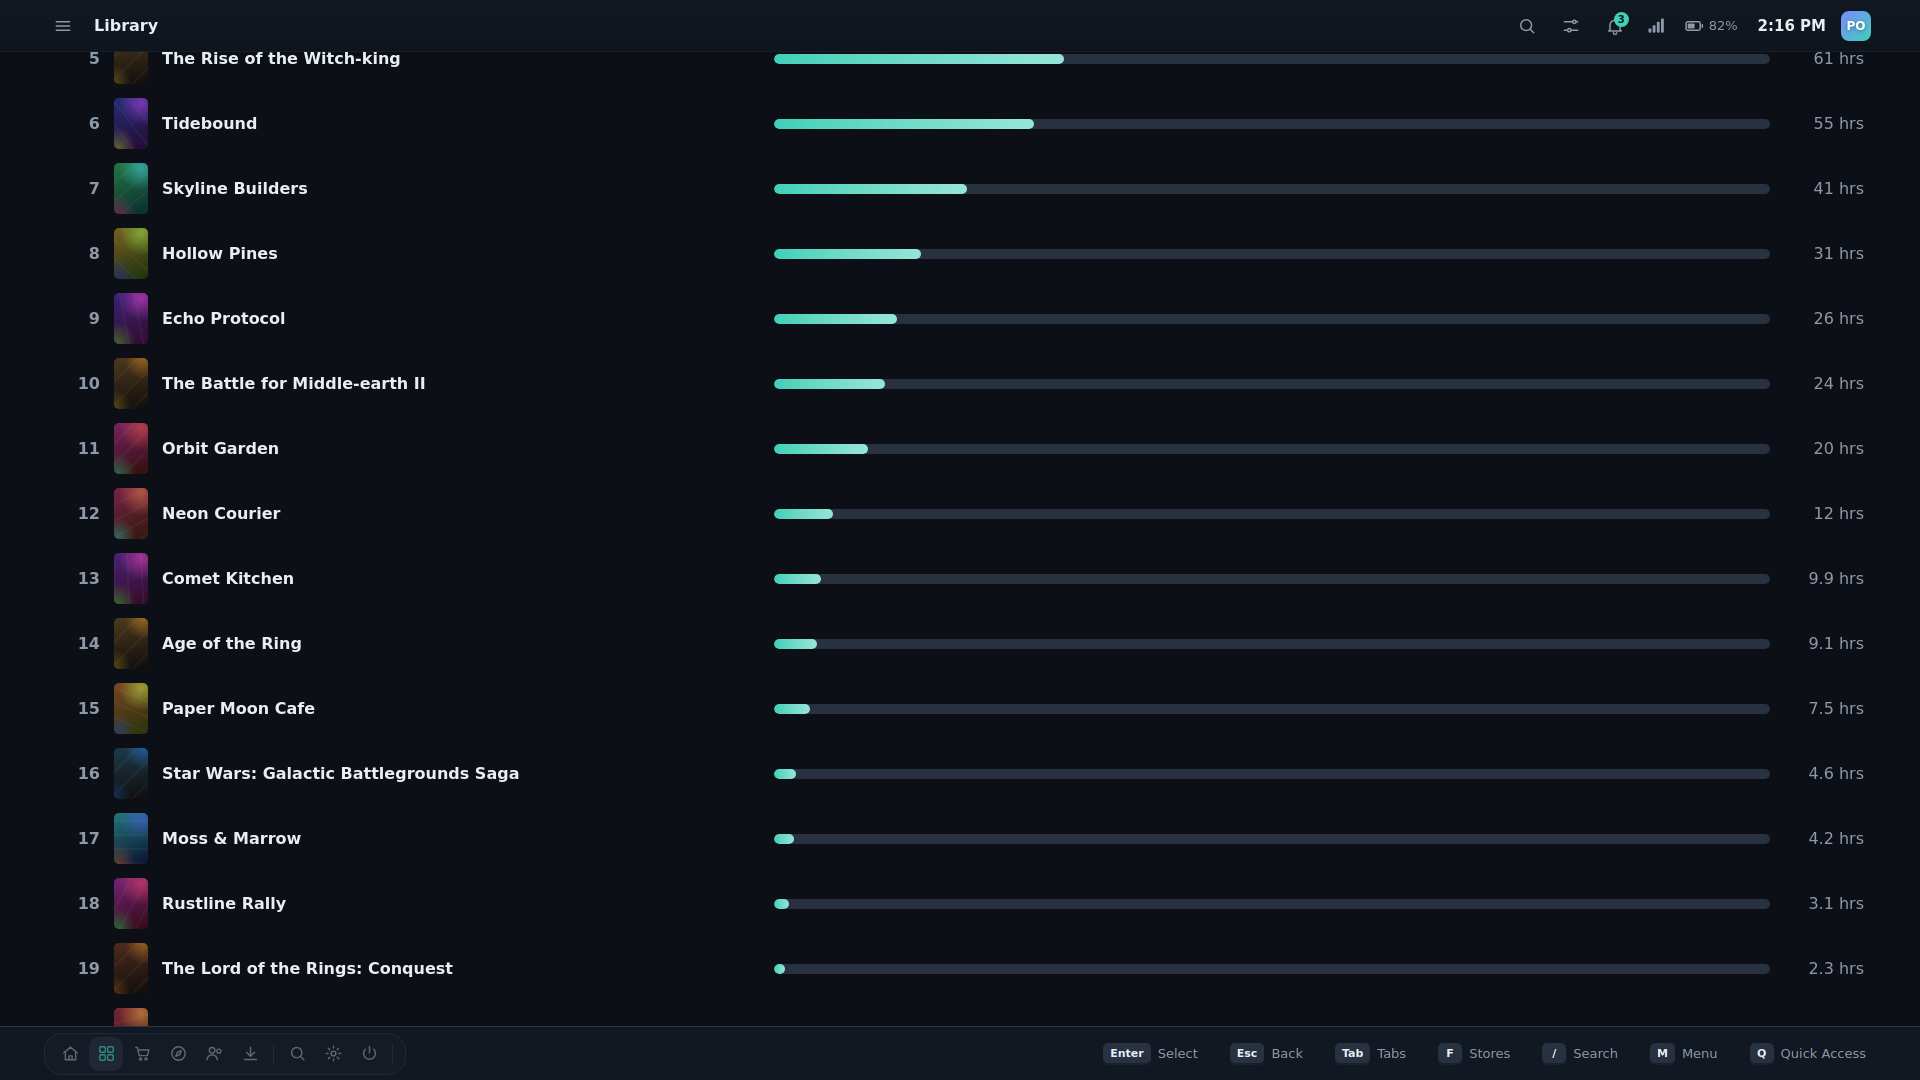 Library
3
82%
2:16 PM
PO
5 The Rise of the Witch-king 61 hrs
6 Tidebound 55 hrs
7 Skyline Builders 41 hrs
8 Hollow Pines 31 hrs
9 Echo Protocol 26 hrs
10 The Battle for Middle-earth II 24 hrs
11 Orbit Garden 20 hrs
12 Neon Courier 12 hrs
13 Comet Kitchen 9.9 hrs
14 Age of the Ring 9.1 hrs
15 Paper Moon Cafe 7.5 hrs
16 Star Wars: Galactic Battlegrounds Saga 4.6 hrs
17 Moss & Marrow 4.2 hrs
18 Rustline Rally 3.1 hrs
19 The Lord of the Rings: Conquest 2.3 hrs
Enter Select Esc Back Tab Tabs F Stores / Search M Menu Q Quick Access